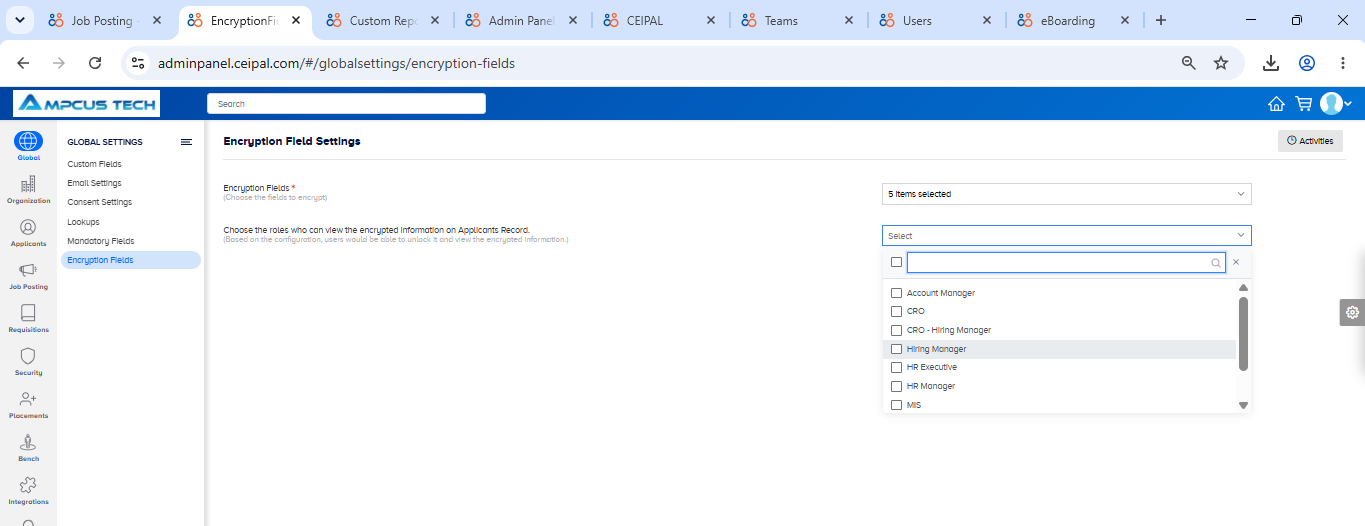 Job Posting -
EncryptionFi
Custom Repo
Admin Panel
CEIPAL
Teams
Users
eBoarding
adminpanel.ceipal.com/#/globalsettings/encryption-fields
AMPCUS TECH
Search
Global
Organization
Applicants
Job Posting
Requisitions
Security
Placements
Bench
Integrations
GLOBAL SETTINGS
Custom Fields
Email Settings
Consent Settings
Lookups
Mandatory Fields
Encryption Fields
Encryption Field Settings
Activities
Encryption Fields *
(Choose the fields to encrypt)
5 items selected
Choose the roles who can view the encrypted information on Applicants Record.
(Based on the configuration, users would be able to unlock it and view the encrypted information.)
Select
Account Manager
CRO
CRO - Hiring Manager
Hiring Manager
HR Executive
HR Manager
MIS